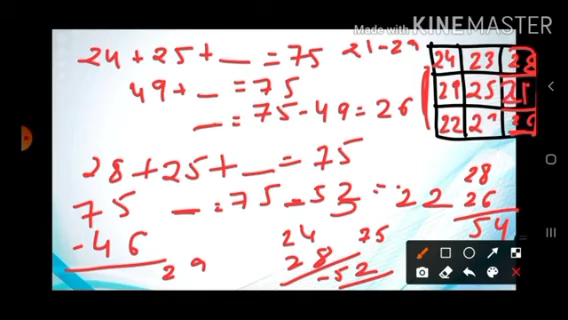 Made with KINEMASTER
24 + 25 + __ = 75
21 - 29
49 + __ = 75
__ = 75 - 49 = 26
24 23 28
29 25 21
22 2 26
28 + 25 + __ = 75
__ = 75 - 53 = 22
75
- 46
29
24
28
52
75
- 52
28
26
54